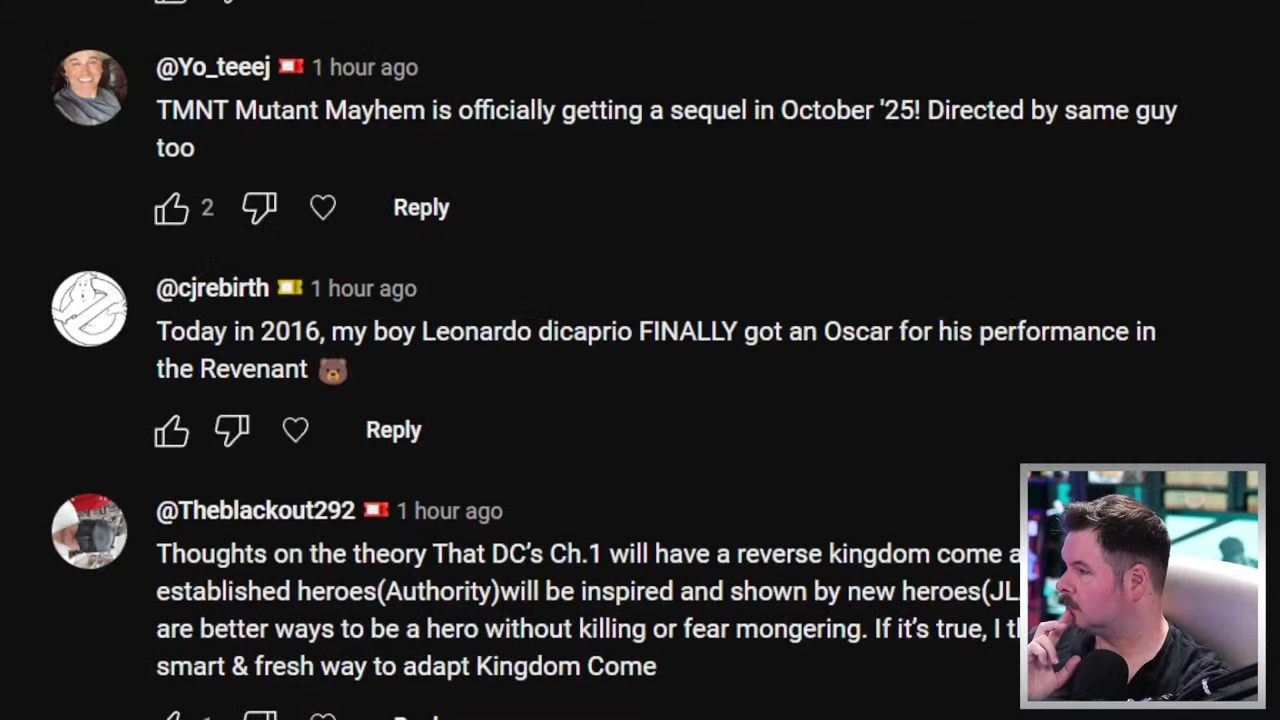 @Yo_teeej 1 hour ago
TMNT Mutant Mayhem is officially getting a sequel in October '25! Directed by same guy
too
2 Reply
@cjrebirth 1 hour ago
Today in 2016, my boy Leonardo dicaprio FINALLY got an Oscar for his performance in
the Revenant 🐻
Reply
@Theblackout292 1 hour ago
Thoughts on the theory That DC’s Ch.1 will have a reverse kingdom come
established heroes(Authority)will be inspired and shown by new heroes(
are better ways to be a hero without killing or fear mongering. If it’s true, I
smart & fresh way to adapt Kingdom Come